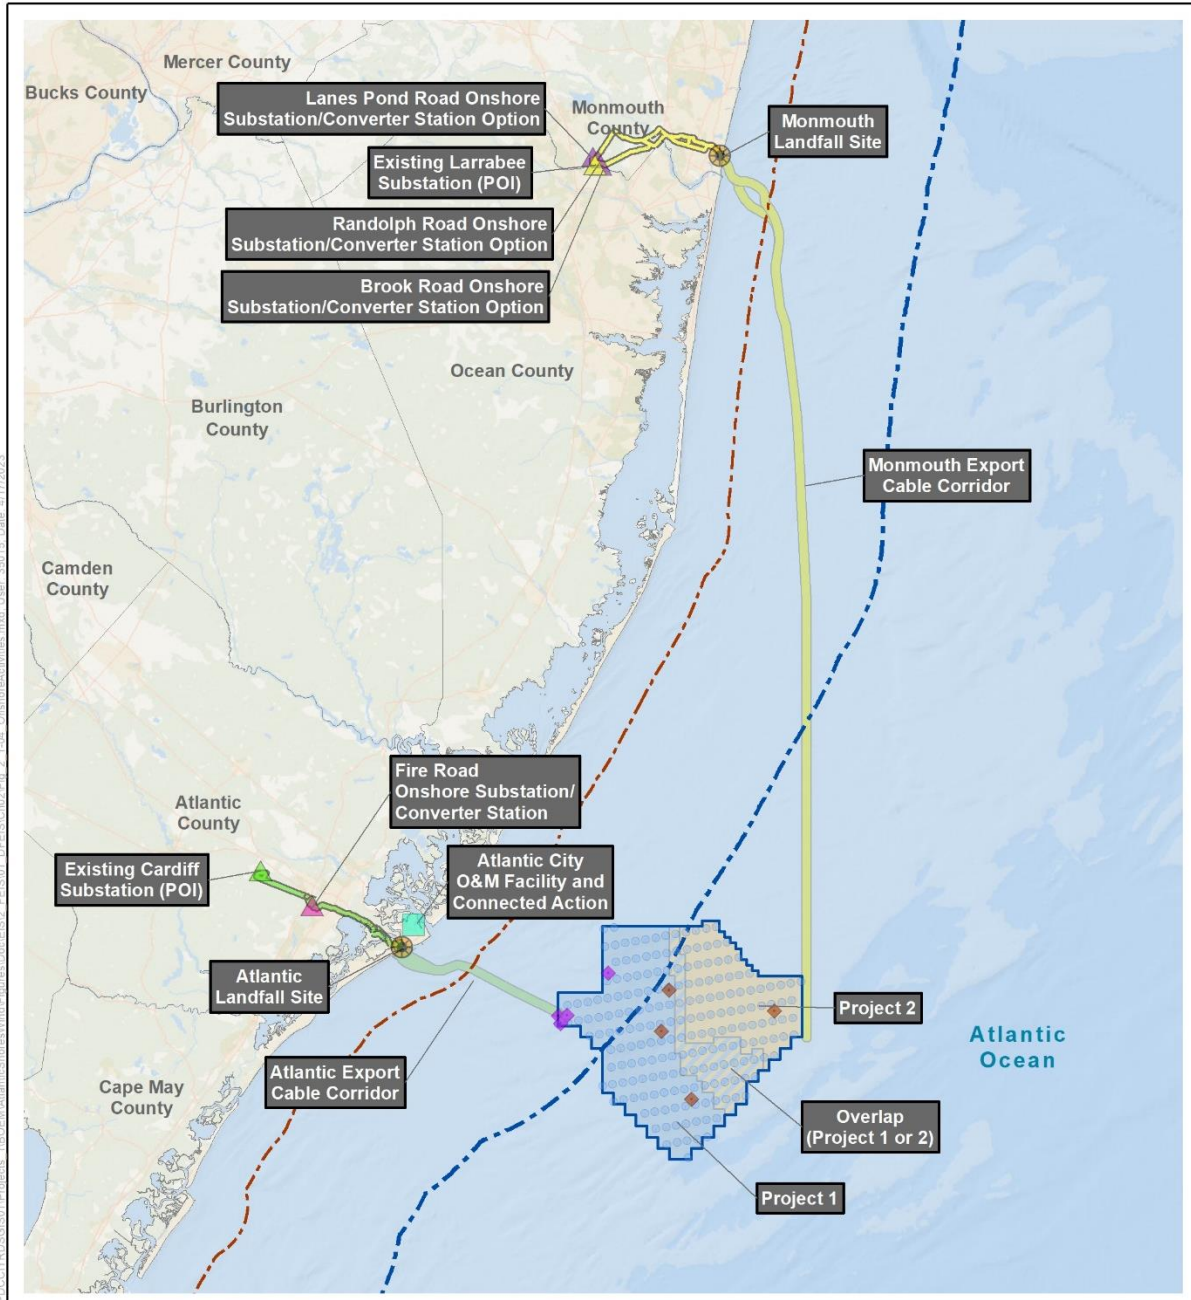 Mercer County
Bucks County
Lanes Pond Road Onshore
Substation/Converter Station Option
Monmouth
County
Monmouth
Landfall Site
Existing Larrabee
Substation (POI)
Randolph Road Onshore
Substation/Converter Station Option
Brook Road Onshore
Substation/Converter Station Option
Ocean County
Burlington
County
Monmouth Export
Cable Corridor
Camden
County
Fire Road
Onshore Substation/
Converter Station
Atlantic
County
Existing Cardiff
Substation (POI)
Atlantic City
O&M Facility and
Connected Action
Atlantic
Landfall Site
Project 2
Atlantic
Ocean
Atlantic Export
Cable Corridor
Cape May
County
Overlap
(Project 1 or 2)
Project 1